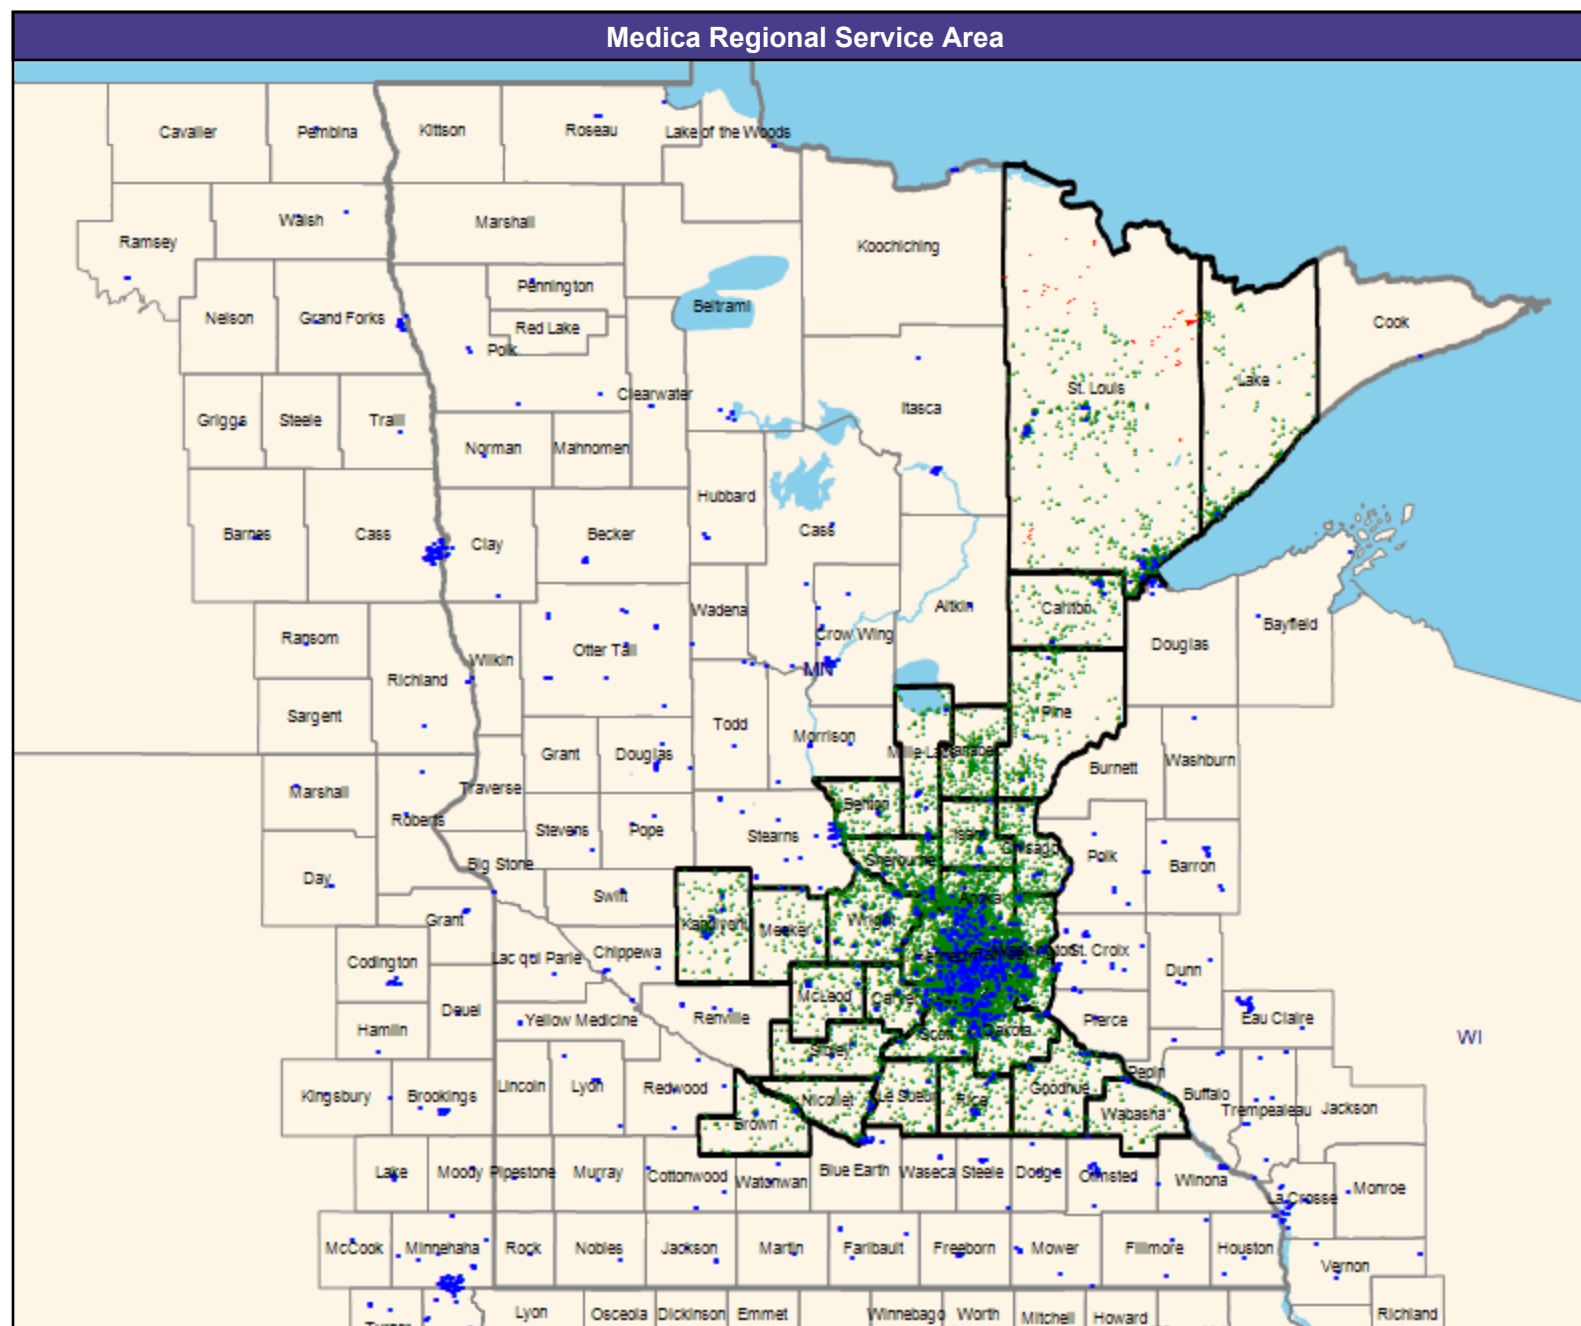 Medica Regional Service Area
Cavalier
Pembina
Kittson
Roseau
Lake of the Woods
Walsh
Marshall
Ramsey
Koochiching
Pennington
Nelson
Grand Forks
Red Lake
Beltrami
Cook
Polk
St. Louis
Lake
Clearwater
Griggs
Steele
Traill
Itasca
Norman
Mahnomen
Hubbard
Barnes
Cass
Clay
Becker
Cass
Wadena
Aitkin
Carlton
Ransom
Wilkin
Otter Tail
Crow Wing
Douglas
Bayfield
Richland
MN
Sargent
Todd
Morrison
Pine
Grant
Douglas
Mille Lacs
Kanabec
Burnett
Washburn
Marshall
Traverse
Roberts
Stevens
Pope
Stearns
Benton
Isanti
Chisago
Big Stone
Sherburne
Polk
Barron
Day
Swift
Anoka
Grant
Kandiyohi
Meeker
Wright
Codington
Lac qui Parle
Chippewa
St. Croix
Dunn
Deuel
McLeod
Carver
Hamlin
Yellow Medicine
Renville
Scott
Dakota
Pierce
Eau Claire
WI
Sibley
Kingsbury
Brookings
Lincoln
Lyon
Redwood
Nicollet
Le Sueur
Rice
Goodhue
Pepin
Buffalo
Wabasha
Trempealeau
Jackson
Brown
Lake
Moody
Pipestone
Murray
Cottonwood
Watonwan
Blue Earth
Waseca
Steele
Dodge
Olmsted
Winona
La Crosse
Monroe
McCook
Minnehaha
Rock
Nobles
Jackson
Martin
Faribault
Freeborn
Mower
Fillmore
Houston
Vernon
Lyon
Osceola
Dickinson
Emmet
Winnebago
Worth
Mitchell
Howard
Richland